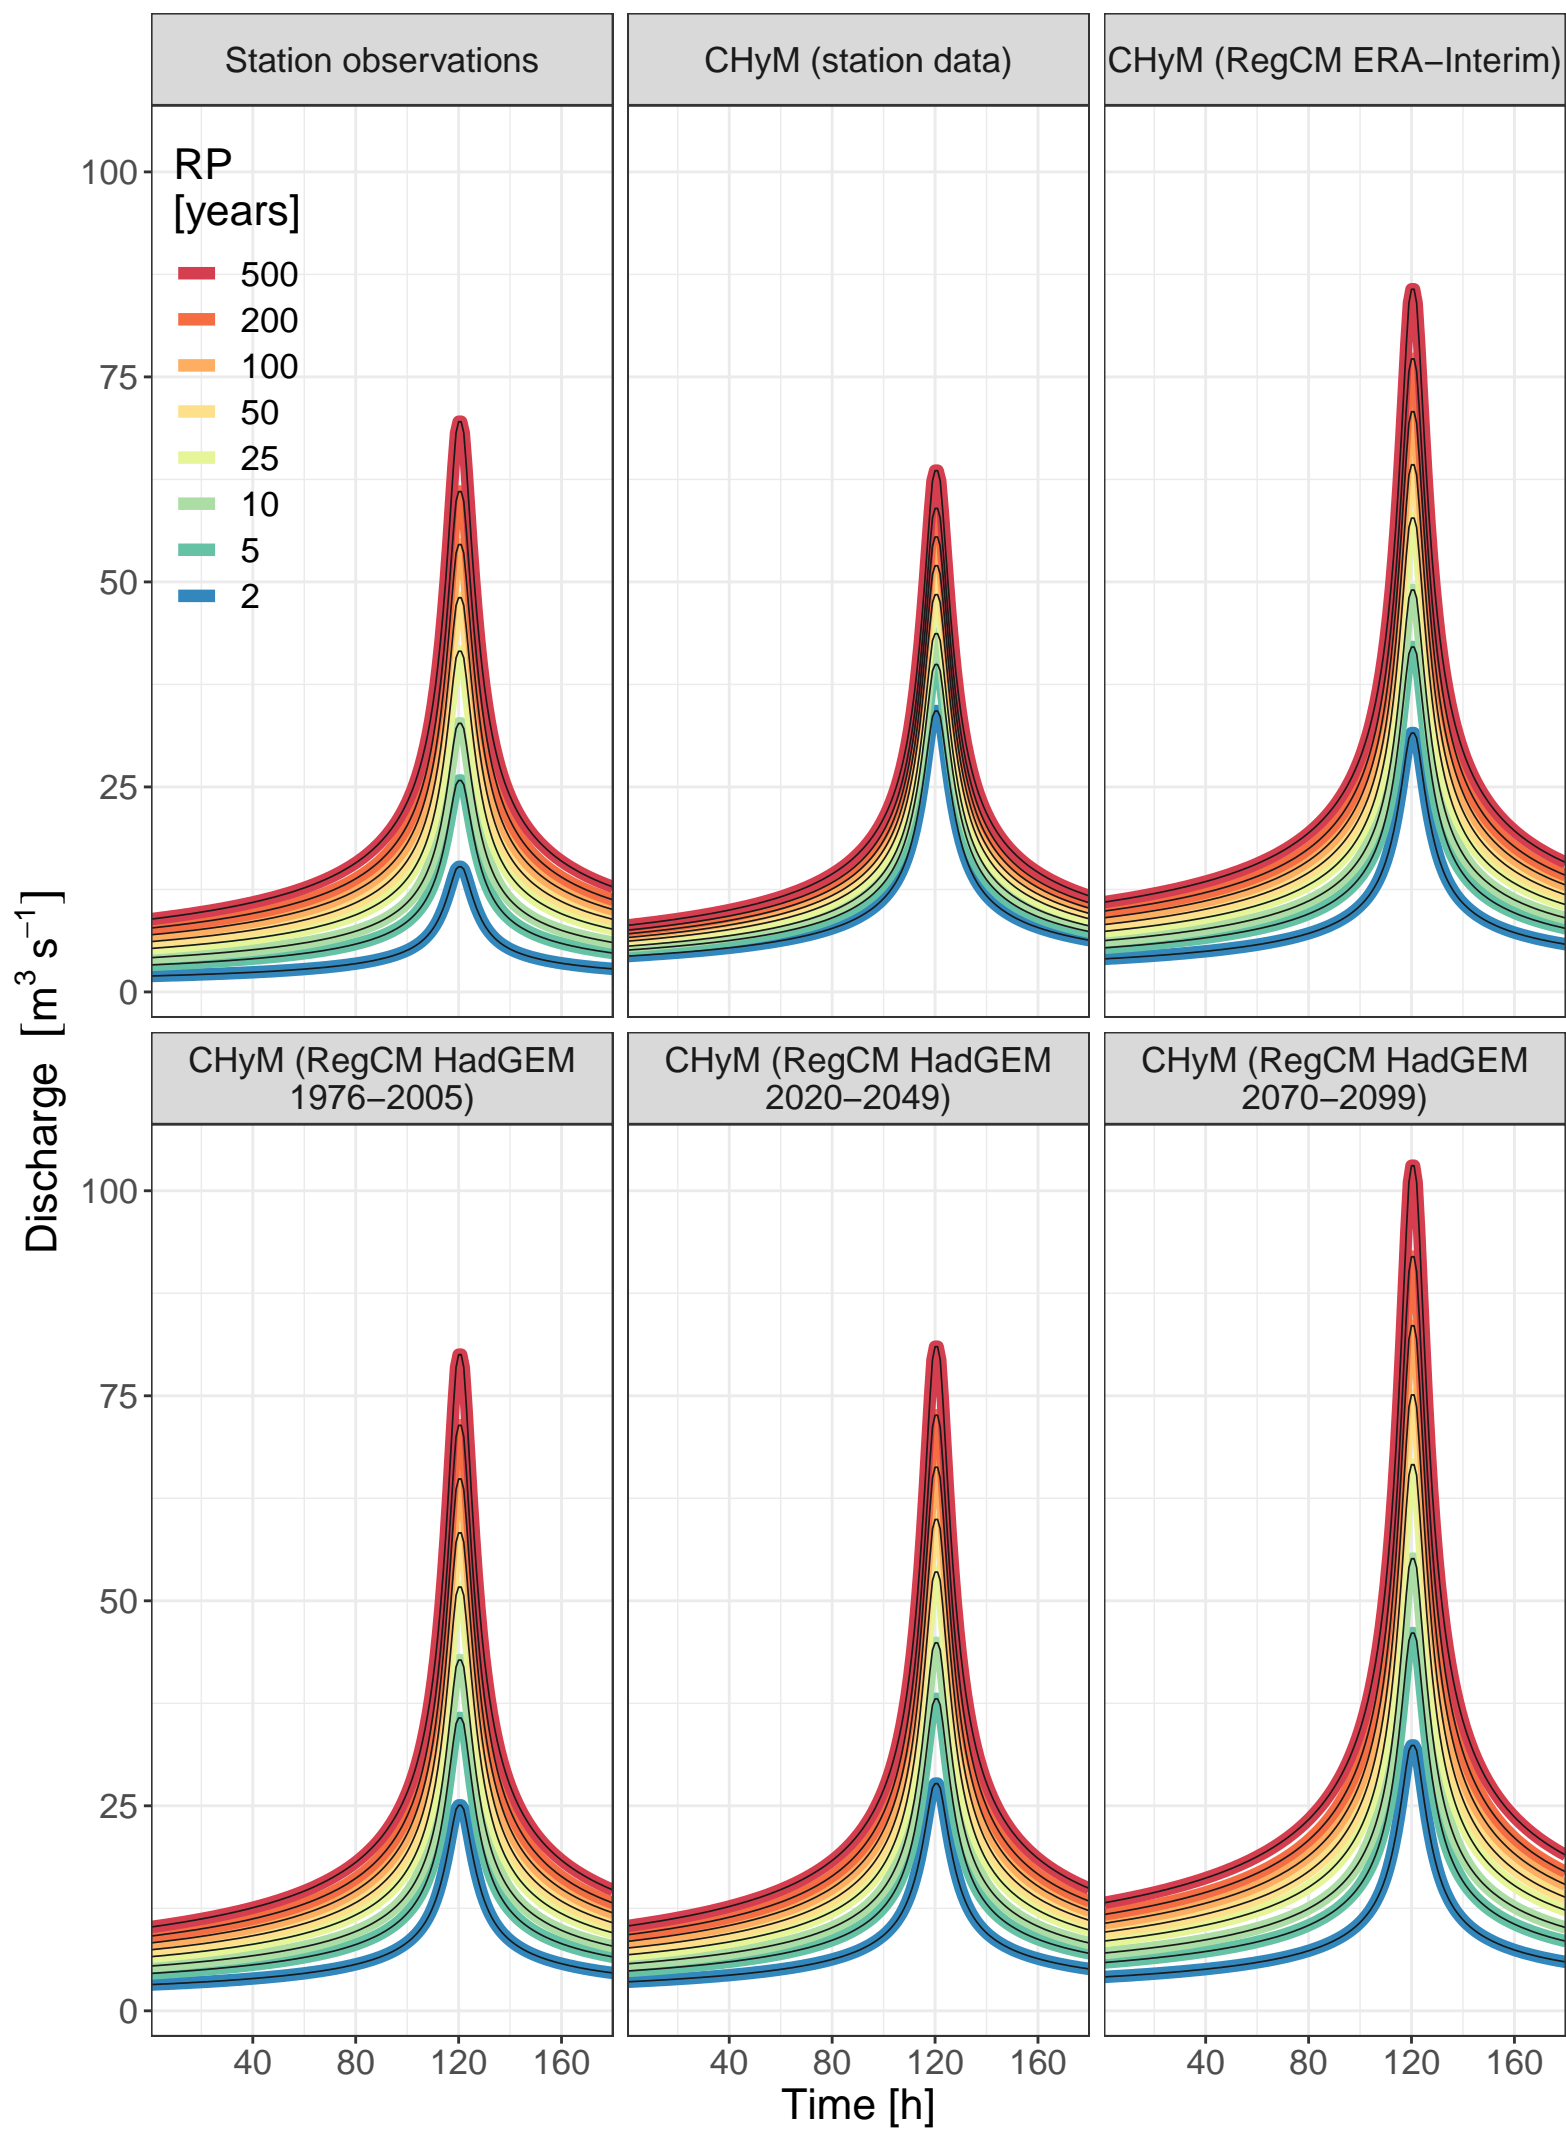 Station observations
CHyM (station data)
CHyM (RegCM ERA−Interim)
RP
[years]
500
200
100
50
25
10
5
2
100
75
50
25
0
CHyM (RegCM HadGEM
1976−2005)
CHyM (RegCM HadGEM
2020−2049)
CHyM (RegCM HadGEM
2070−2099)
100
75
50
25
0
Discharge [m³ s⁻¹]
40 80 120 160
40 80 120 160
40 80 120 160
Time [h]